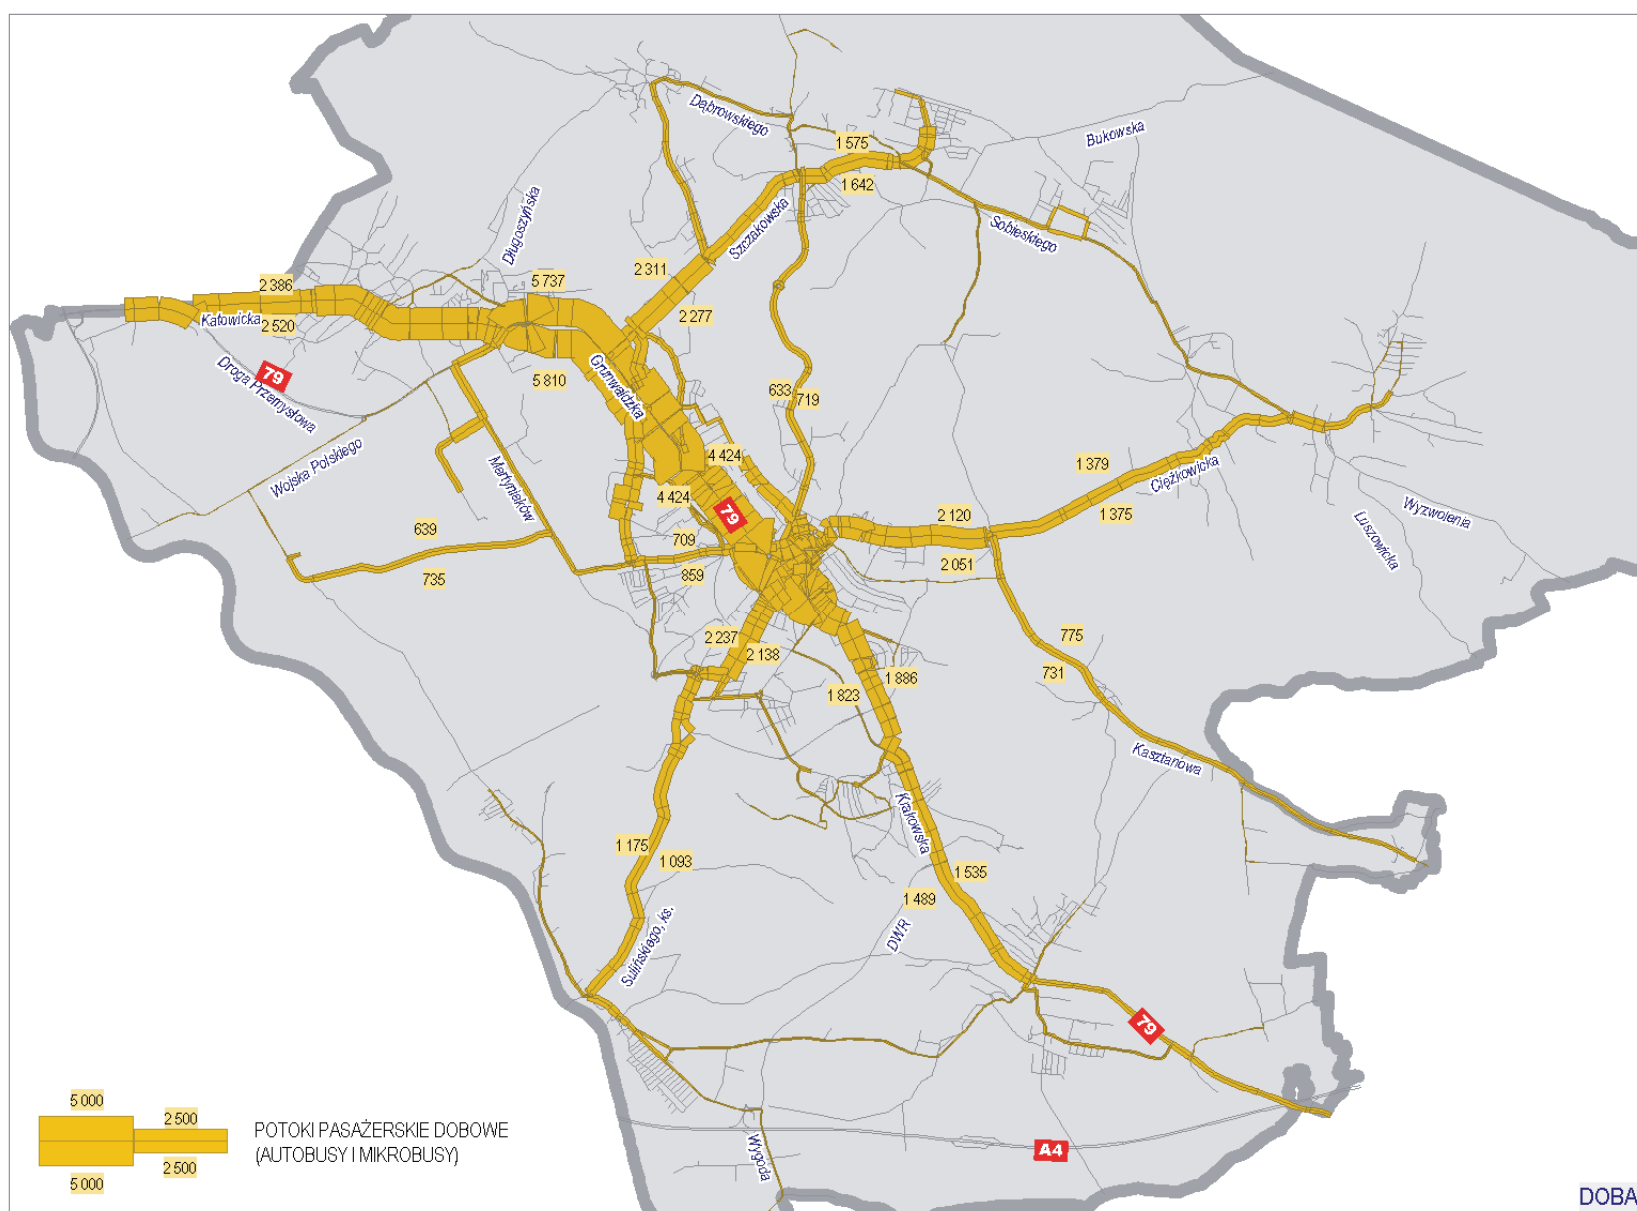 Dąbrowskiego
Bukowska
1 575
1 642
Długoszyńska
Szczakowska
Sobieskiego
2 311
5 737
2 386
Katowicka
2 520
2 277
79
Droga Przemysłowa
5 810
Grunwaldzka
633
719
Wojska Polskiego
4 424
1 379
Ciężkowicka
4 424
79
1 375
Wyzwolenia
2 120
Luszowicka
639
709
735
859
2 051
2 237
2 138
775
731
1 886
1 823
Kasztanowa
Krakowska
1 175
1 093
1 535
1 489
DWR
Sulińskiego, ks.
79
5 000
2 500
POTOKI PASAŻERSKIE DOBOWE
(AUTOBUSY I MIKROBUSY)
2 500
5 000
Wygoda
A4
DOBA